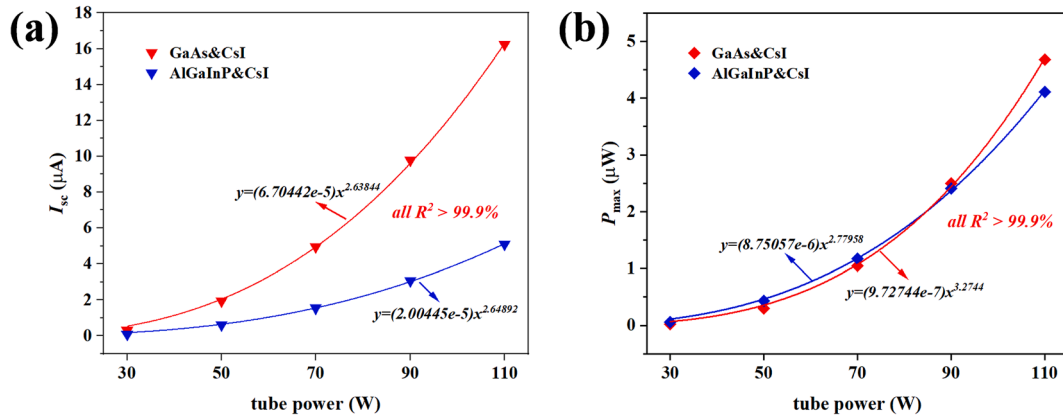 (a)
GaAs&CsI
AlGaInP&CsI
18
16
14
12
10
8
6
4
2
0
I_sc (μA)
y=(6.70442e-5)x^2.63844
all R^2 > 99.9%
y=(2.00445e-5)x^2.64892
30 50 70 90 110
tube power (W)
(b)
GaAs&CsI
AlGaInP&CsI
5
4
3
2
1
0
P_max (μW)
y=(8.75057e-6)x^2.77958
all R^2 > 99.9%
y=(9.72744e-7)x^3.2744
30 50 70 90 110
tube power (W)